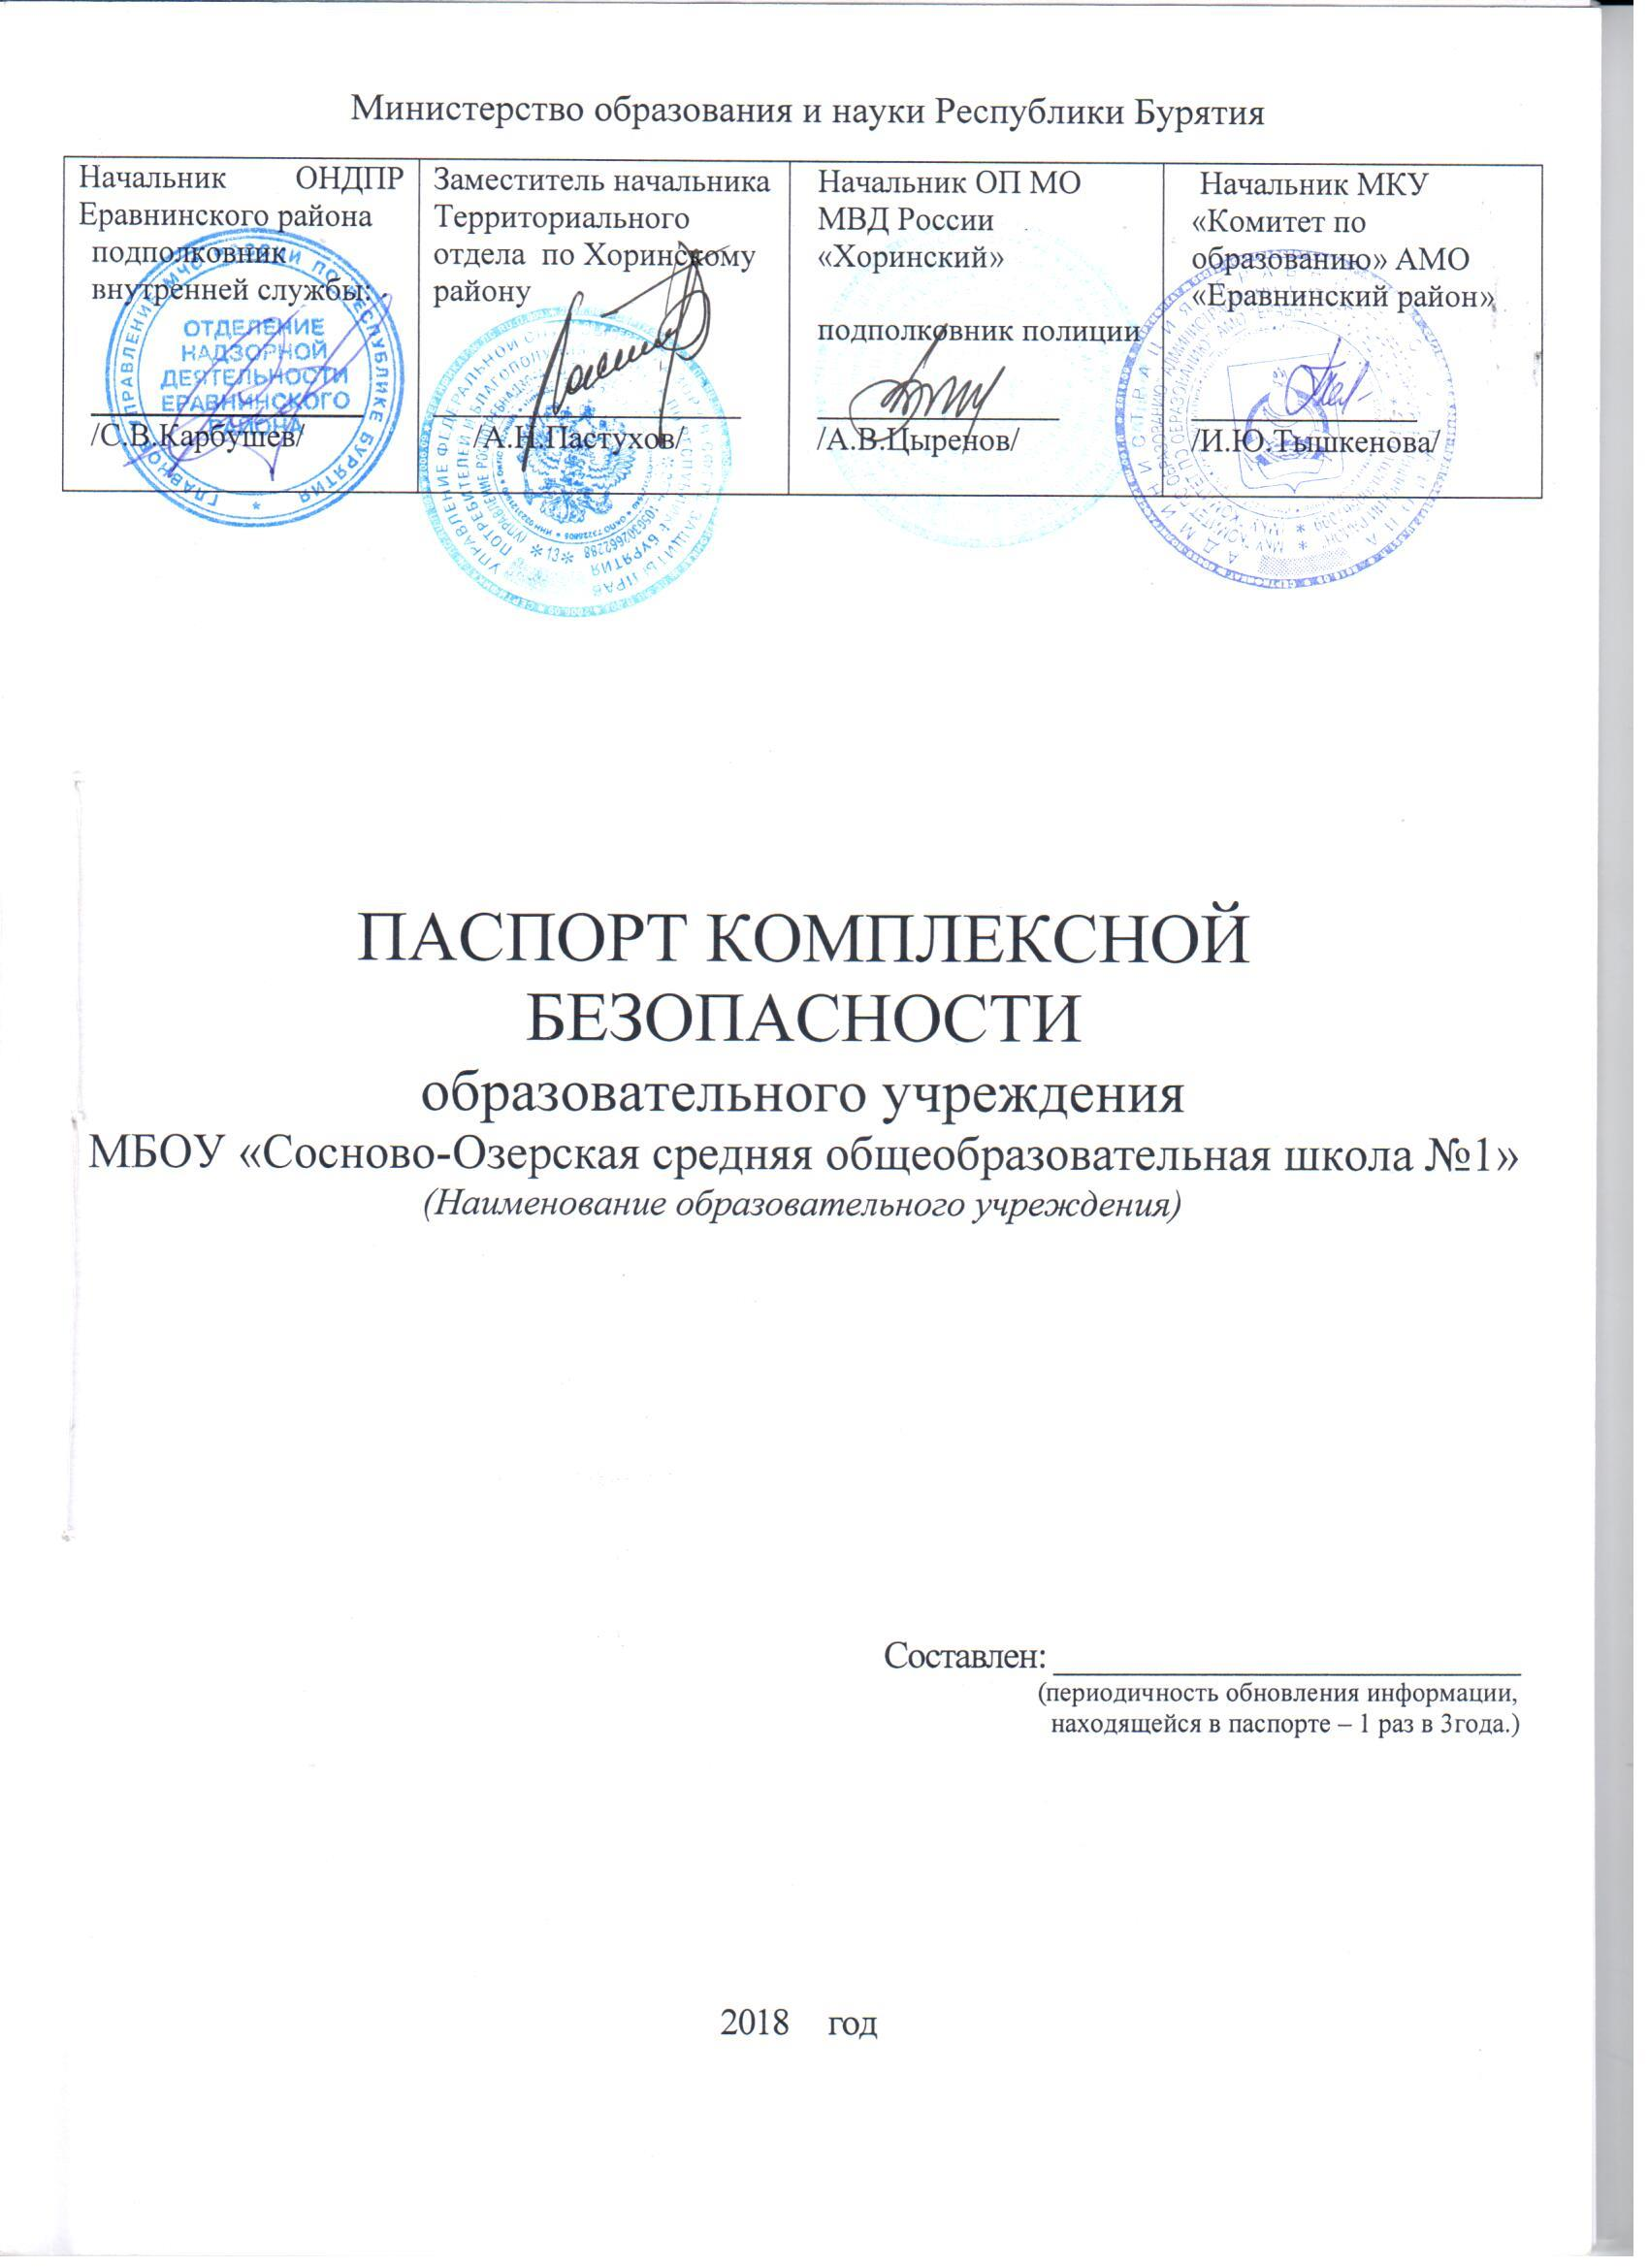 Министерство образования и науки Республики Бурятия
Начальник ОНДПР
Еравнинского района
подполковник
внутренней службы:
/С.В.Карбушев/
Заместитель начальника
Территориального
отдела по Хоринскому
району
/А.Н.Пастухов/
Начальник ОП МО
МВД России
«Хоринский»
подполковник полиции
/А.В.Цыренов/
Начальник МКУ
«Комитет по
образованию» АМО
«Еравнинский район»
/И.Ю.Тышкенова/
ОТДЕЛЕНИЕ
НАДЗОРНОЙ
ДЕЯТЕЛЬНОСТИ
ЕРАВНИНСКОГО
РАЙОНА
ПАСПОРТ КОМПЛЕКСНОЙ
БЕЗОПАСНОСТИ
образовательного учреждения
МБОУ «Сосново-Озерская средняя общеобразовательная школа №1»
(Наименование образовательного учреждения)
Составлен:
(периодичность обновления информации,
находящейся в паспорте – 1 раз в 3года.)
2018 год